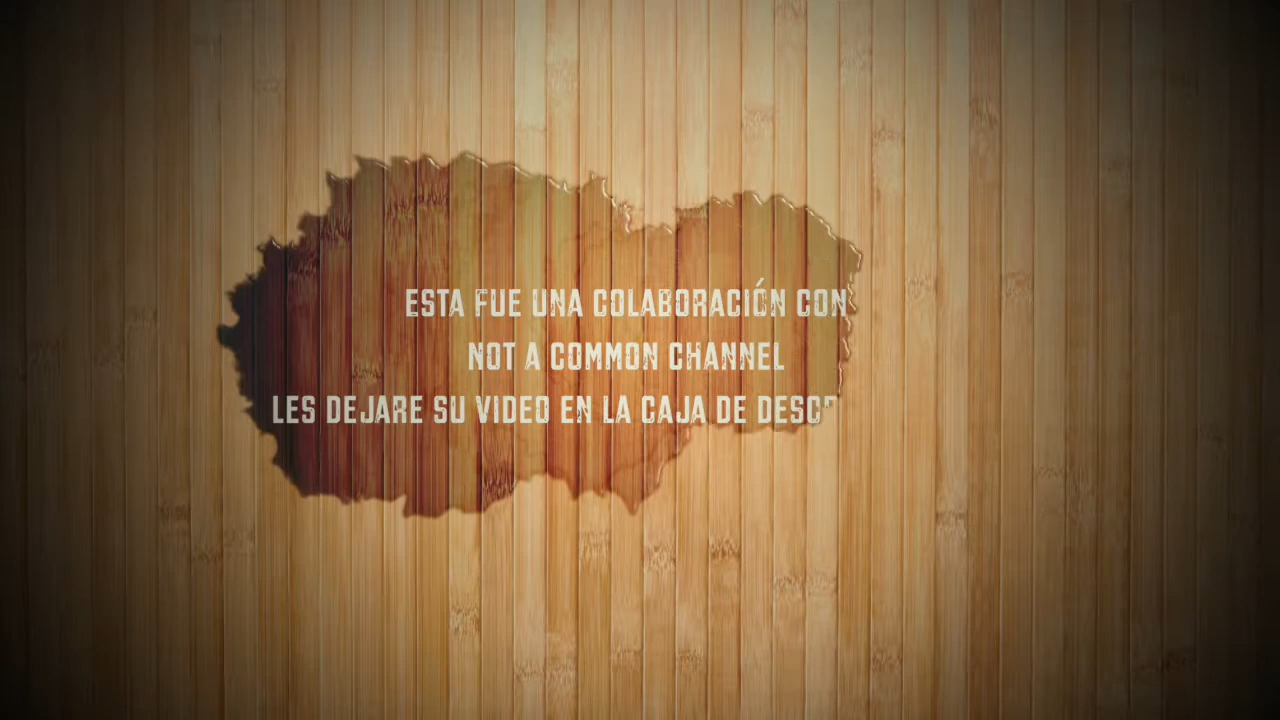 ESTA FUE UNA COLABORACIÓN CON
NOT A COMMON CHANNEL
LES DEJARE SU VIDEO EN LA CAJA DE